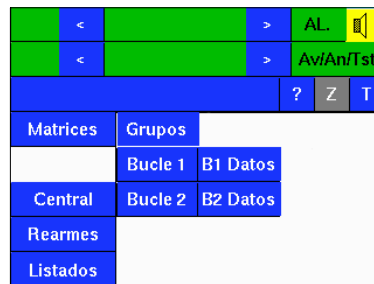 < > AL.
< > Av/An/Tst
? Z T
Matrices Grupos
Bucle 1 B1 Datos
Central Bucle 2 B2 Datos
Rearmes
Listados